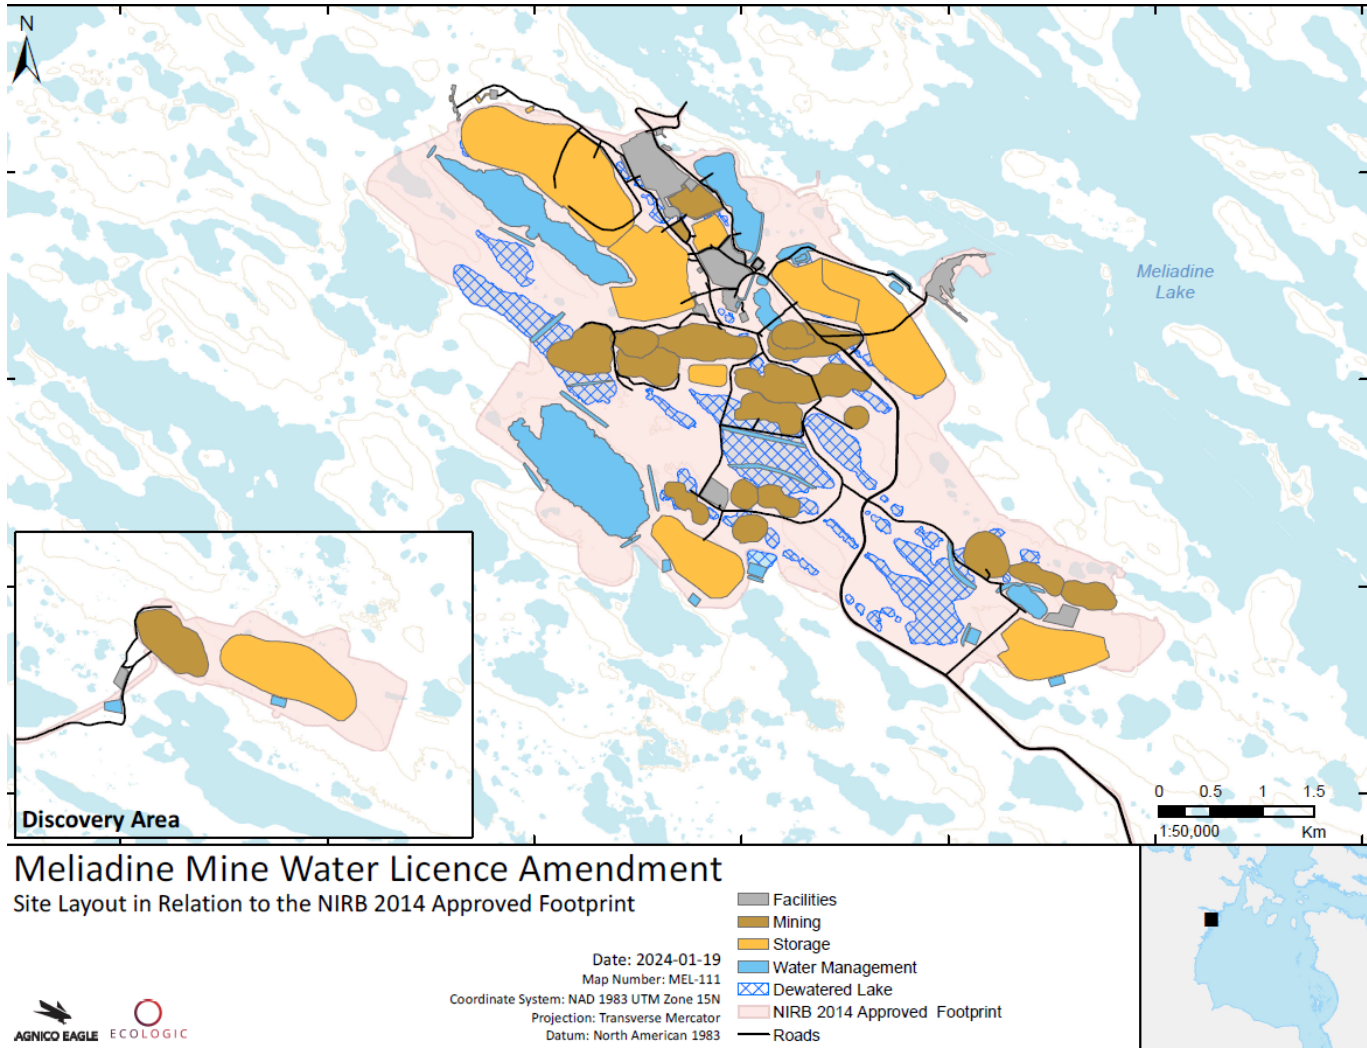 N
Meliadine
Lake
0 0.5 1 1.5
1:50,000 Km
Discovery Area
Meliadine Mine Water Licence Amendment
Site Layout in Relation to the NIRB 2014 Approved Footprint
Date: 2024-01-19
Map Number: MEL-111
Coordinate System: NAD 1983 UTM Zone 15N
Projection: Transverse Mercator
Datum: North American 1983
AGNICO EAGLE
ECOLOGIC
Facilities
Mining
Storage
Water Management
Dewatered Lake
NIRB 2014 Approved Footprint
Roads